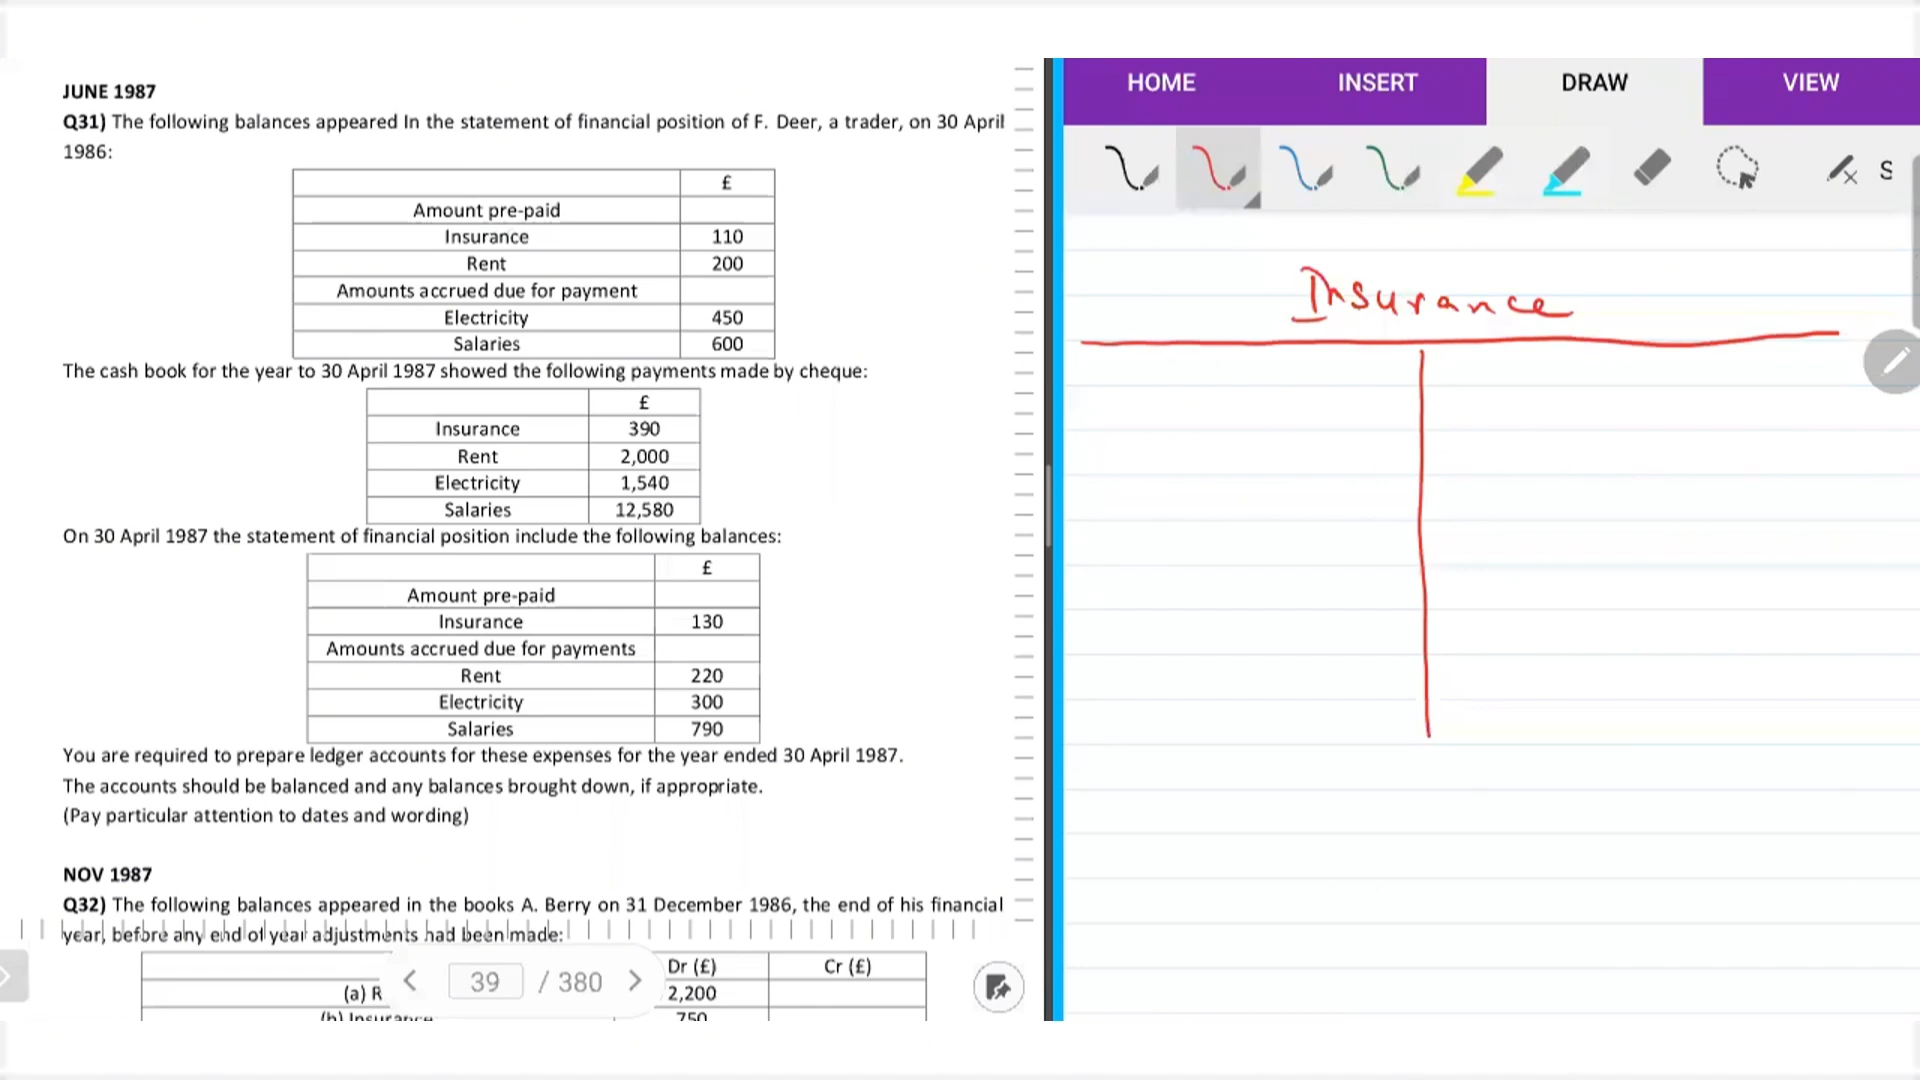 JUNE 1987
Q31) The following balances appeared In the statement of financial position of F. Deer, a trader, on 30 April
1986:
£
Amount pre-paid
Insurance 110
Rent 200
Amounts accrued due for payment
Electricity 450
Salaries 600
The cash book for the year to 30 April 1987 showed the following payments made by cheque:
£
Insurance 390
Rent 2,000
Electricity 1,540
Salaries 12,580
On 30 April 1987 the statement of financial position include the following balances:
£
Amount pre-paid
Insurance 130
Amounts accrued due for payments
Rent 220
Electricity 300
Salaries 790
You are required to prepare ledger accounts for these expenses for the year ended 30 April 1987.
The accounts should be balanced and any balances brought down, if appropriate.
(Pay particular attention to dates and wording)
NOV 1987
Q32) The following balances appeared in the books A. Berry on 31 December 1986, the end of his financial
year, before any end of year adjustments had been made:
Dr (£) Cr (£)
(a) R 2,200
(b) Insurance 750
39 / 380
HOME INSERT DRAW VIEW
S
Insurance